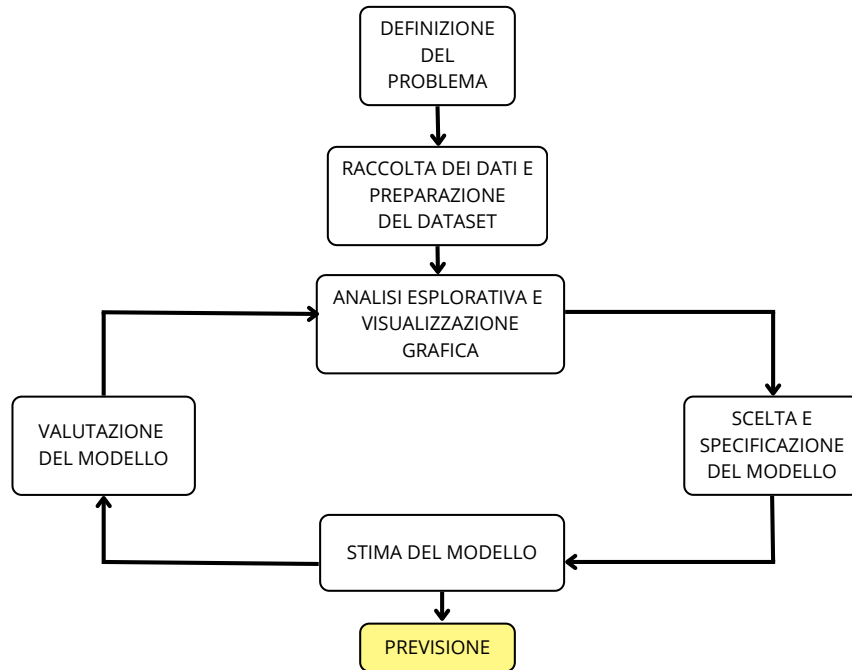 DEFINIZIONE
DEL
PROBLEMA
RACCOLTA DEI DATI E
PREPARAZIONE
DEL DATASET
ANALISI ESPLORATIVA E
VISUALIZZAZIONE
GRAFICA
SCELTA E
SPECIFICAZIONE
DEL MODELLO
STIMA DEL MODELLO
VALUTAZIONE
DEL MODELLO
PREVISIONE